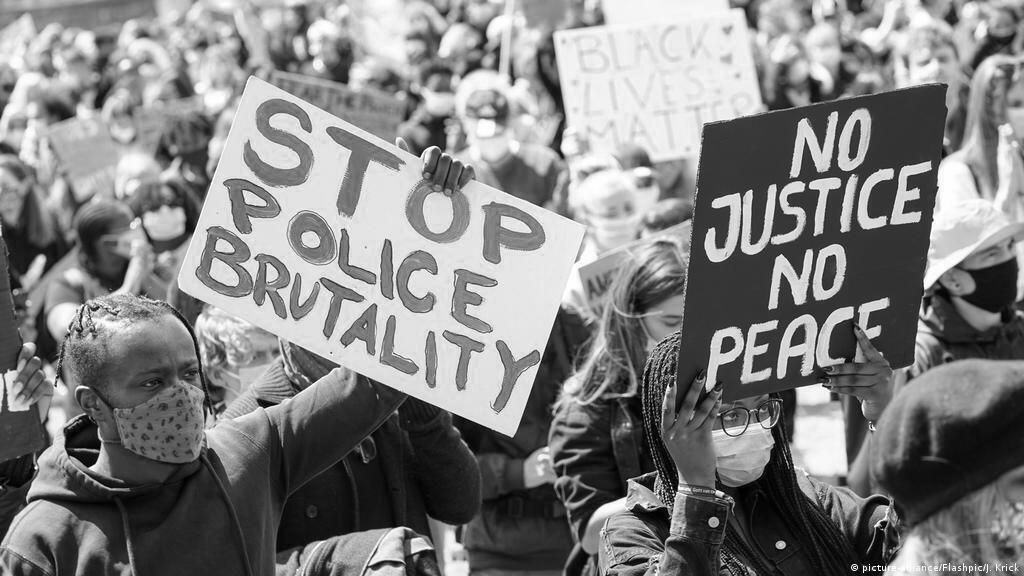 STOP
POLICE
BRUTALITY
BLACK
LIVES
MATTER
NO
JUSTICE
NO
PEACE
© picture-alliance/Flashpic/J. Krick